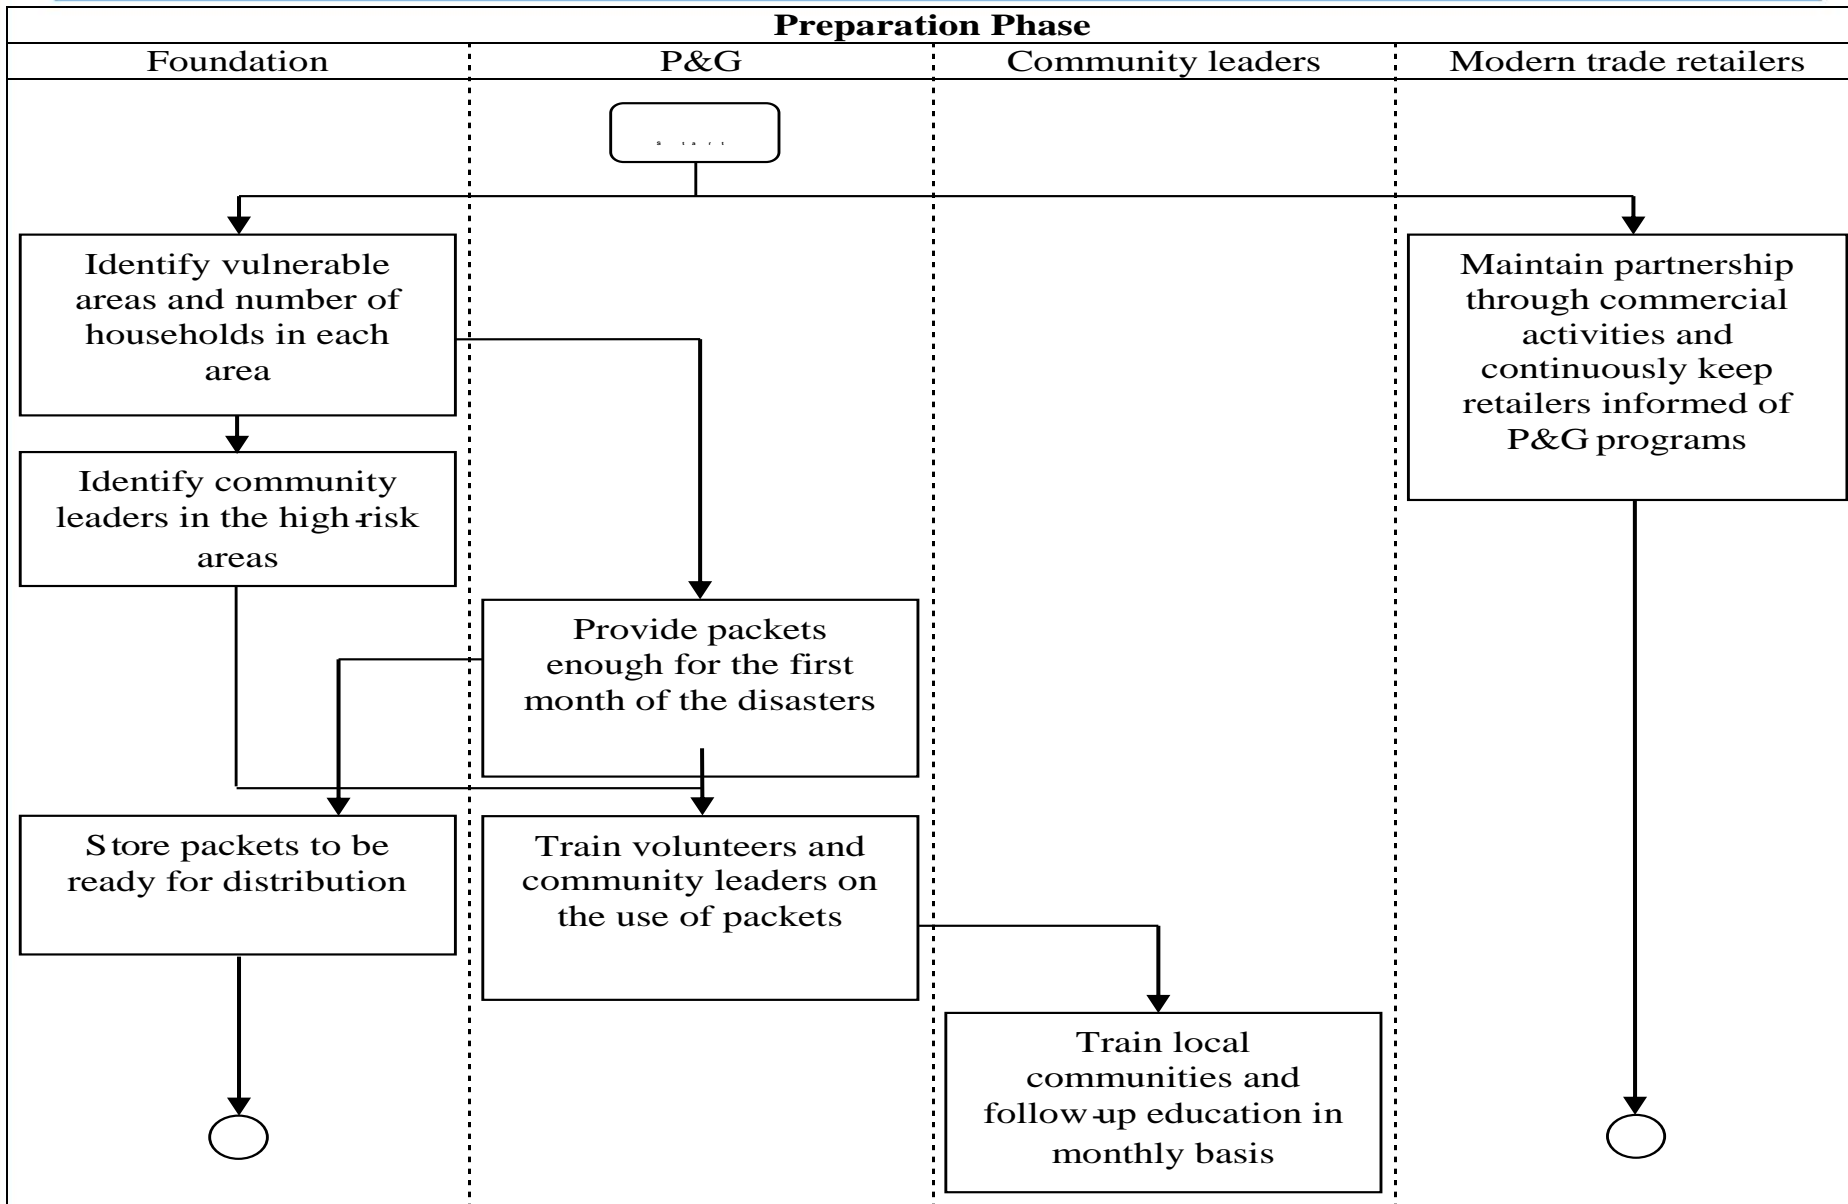 Preparation Phase
Foundation
P&G
Community leaders
Modern trade retailers
Start
Identify vulnerable
areas and number of
households in each
area
Maintain partnership
through commercial
activities and
continuously keep
retailers informed of
P&G programs
Identify community
leaders in the high-risk
areas
Provide packets
enough for the first
month of the disasters
Store packets to be
ready for distribution
Train volunteers and
community leaders on
the use of packets
Train local
communities and
follow-up education in
monthly basis